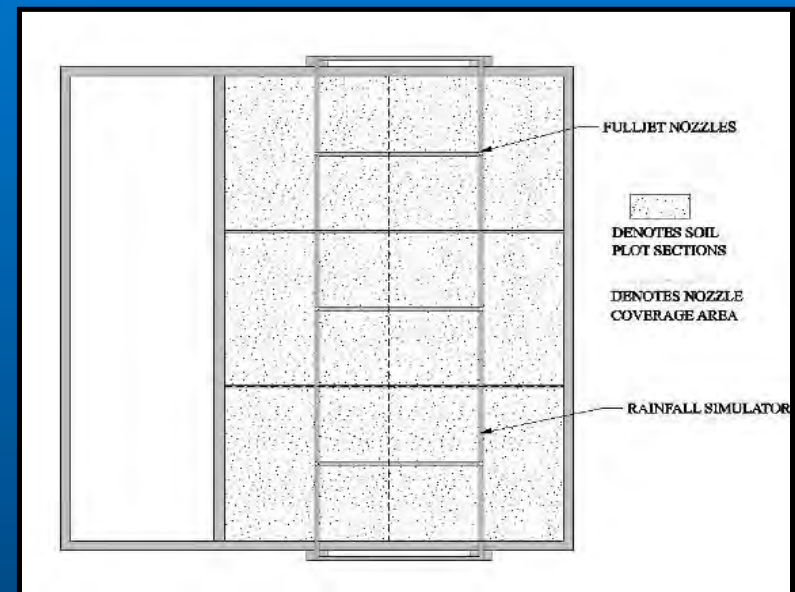 FULLJET NOZZLES
DENOTES SOIL
PLOT SECTIONS
DENOTES NOZZLE
COVERAGE AREA
RAINFALL SIMULATOR